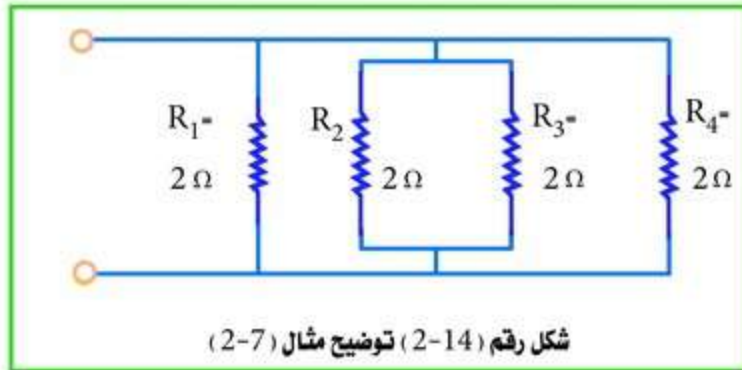 R₁=
2 Ω
R₂
2 Ω
R₃=
2 Ω
R₄=
2 Ω
شكل رقم (14-2) توضيح مثال (7-2)